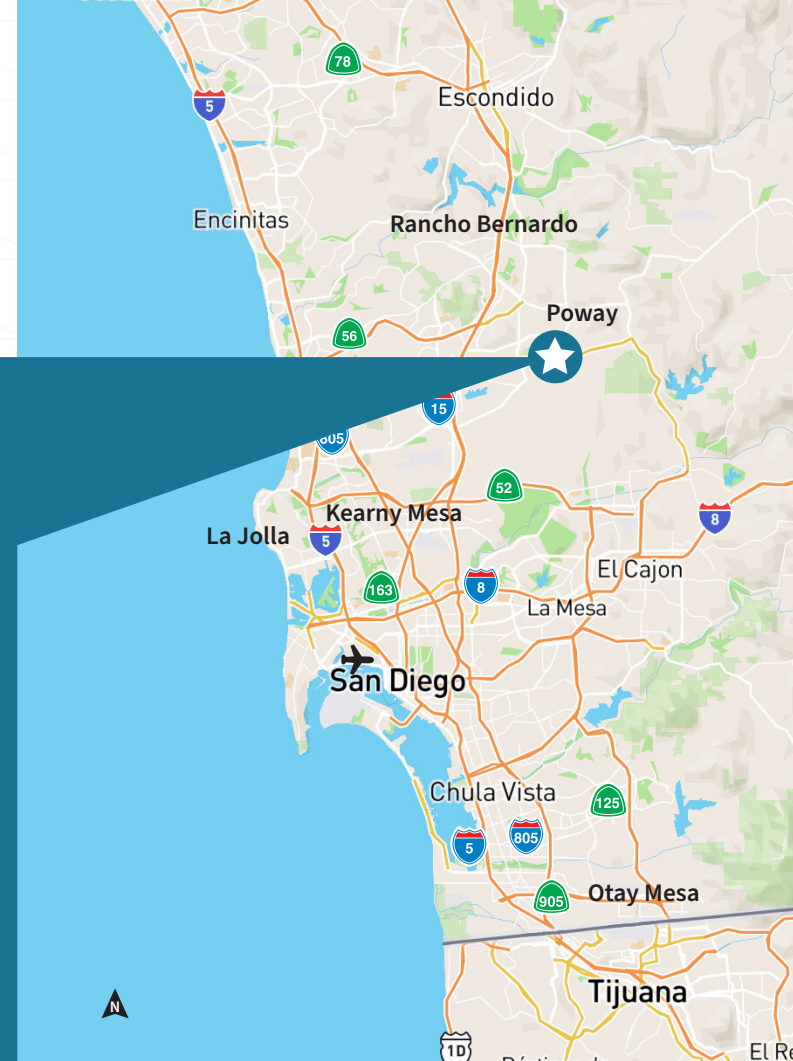 78
5
Escondido
Encinitas
Rancho Bernardo
Poway
56
15
805
52
Kearny Mesa
La Jolla
5
8
El Cajon
163
8
La Mesa
San Diego
Chula Vista
125
805
5
Otay Mesa
905
Tijuana
N
1D
El